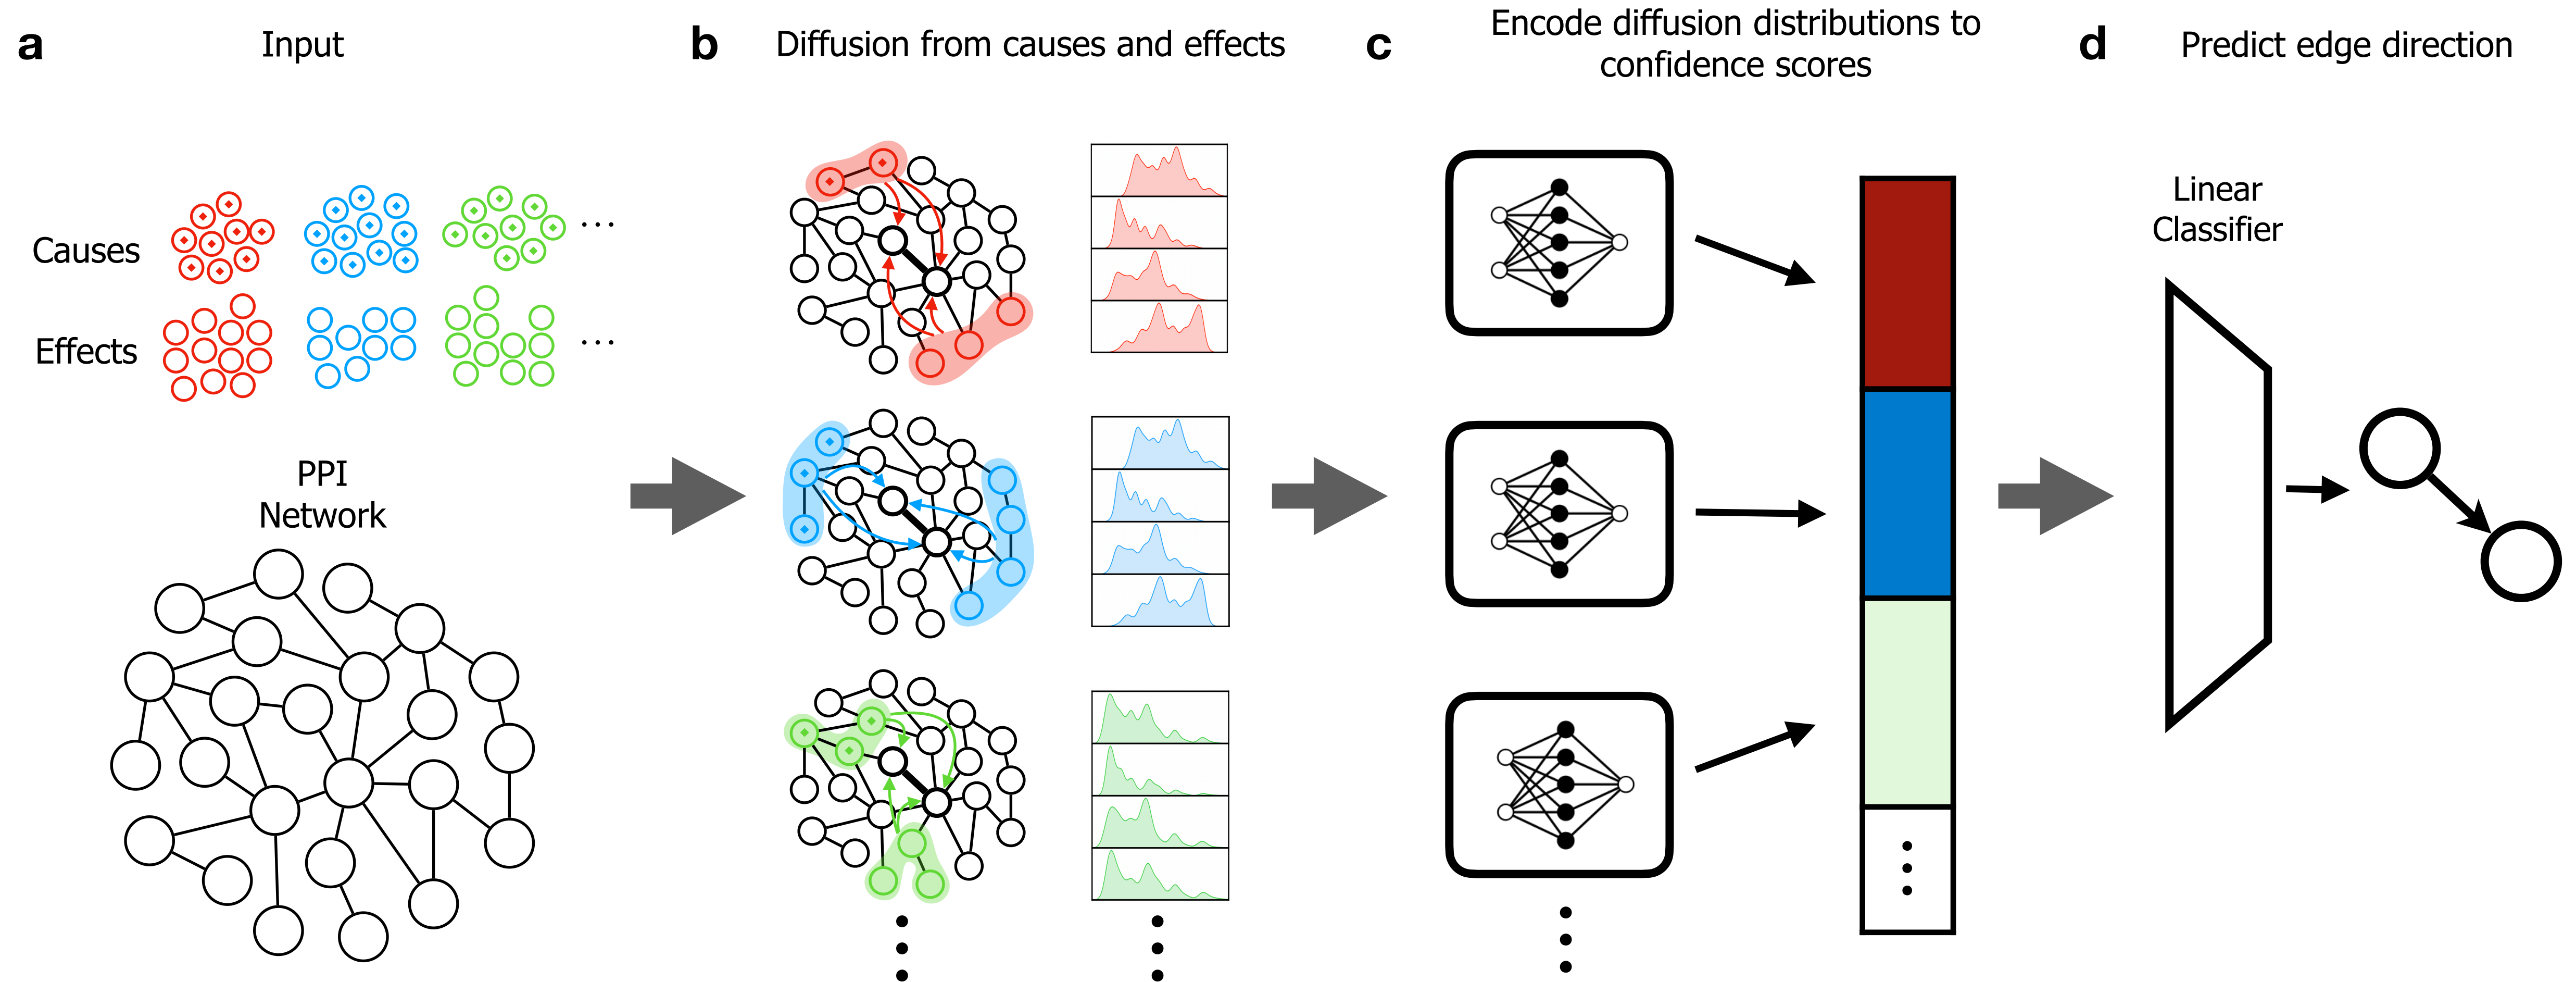 a
Input
Causes
...
Effects
...
PPI
Network
b
Diffusion from causes and effects
c
Encode diffusion distributions to
confidence scores
d
Predict edge direction
Linear
Classifier